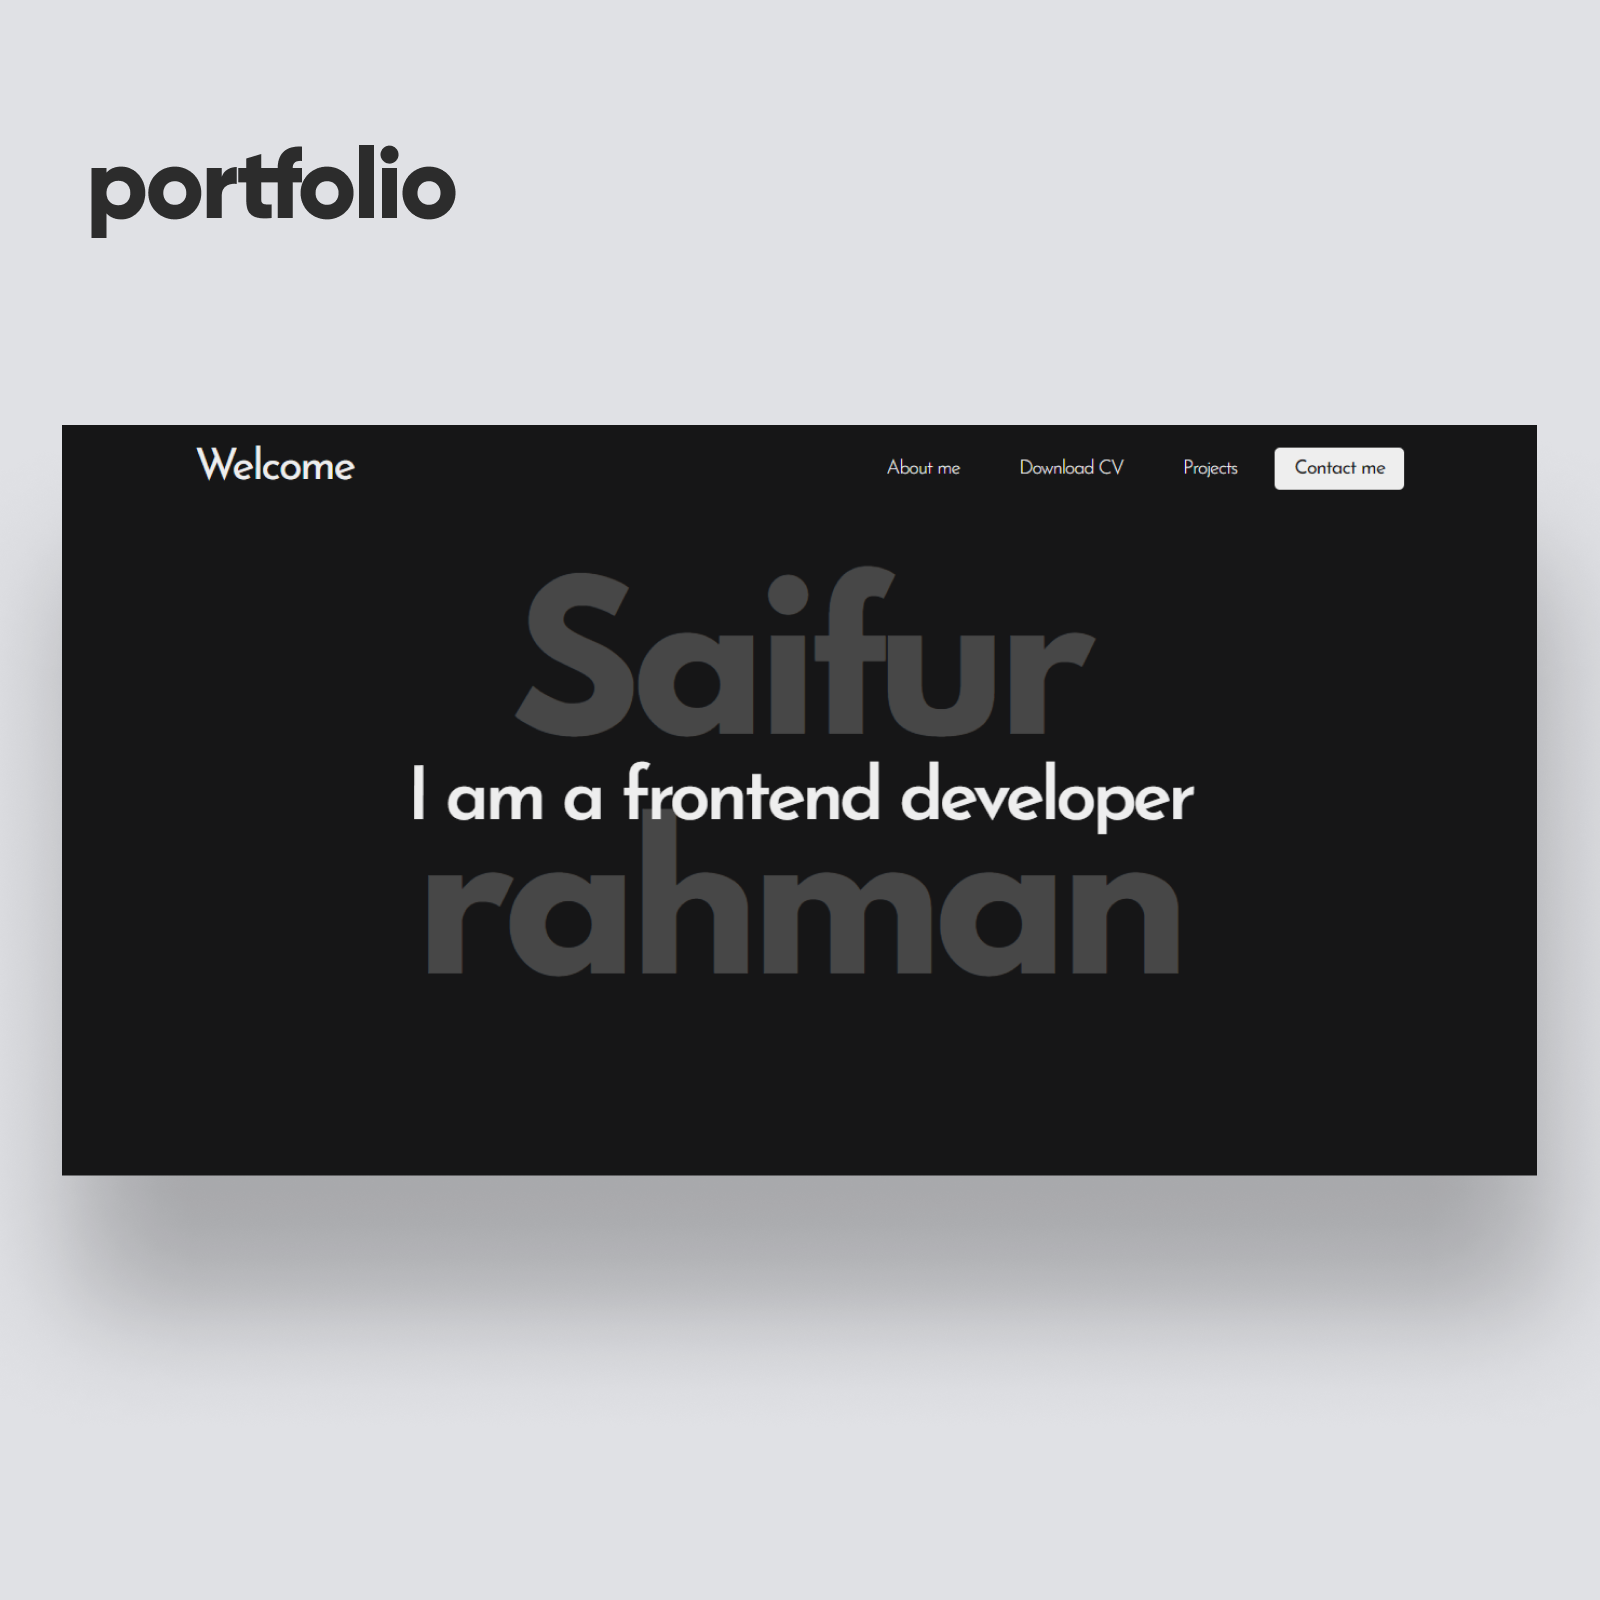 portfolio
Welcome
About me
Download CV
Projects
Contact me
Saifur
I am a frontend developer
rahman